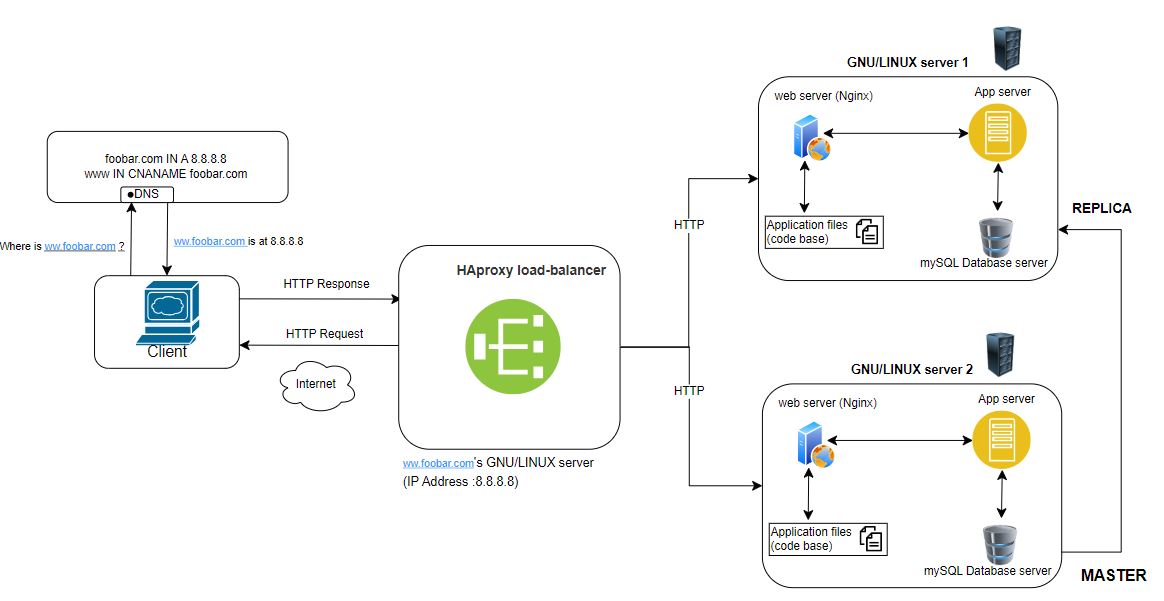 foobar.com IN A 8.8.8.8
www IN CNANAME foobar.com
●DNS
Where is ww.foobar.com ?
ww.foobar.com is at 8.8.8.8
Client
HTTP Response
HTTP Request
Internet
HAproxy load-balancer
ww.foobar.com's GNU/LINUX server
(IP Address :8.8.8.8)
HTTP
HTTP
GNU/LINUX server 1
web server (Nginx)
App server
Application files
(code base)
mySQL Database server
REPLICA
GNU/LINUX server 2
web server (Nginx)
App server
Application files
(code base)
mySQL Database server
MASTER